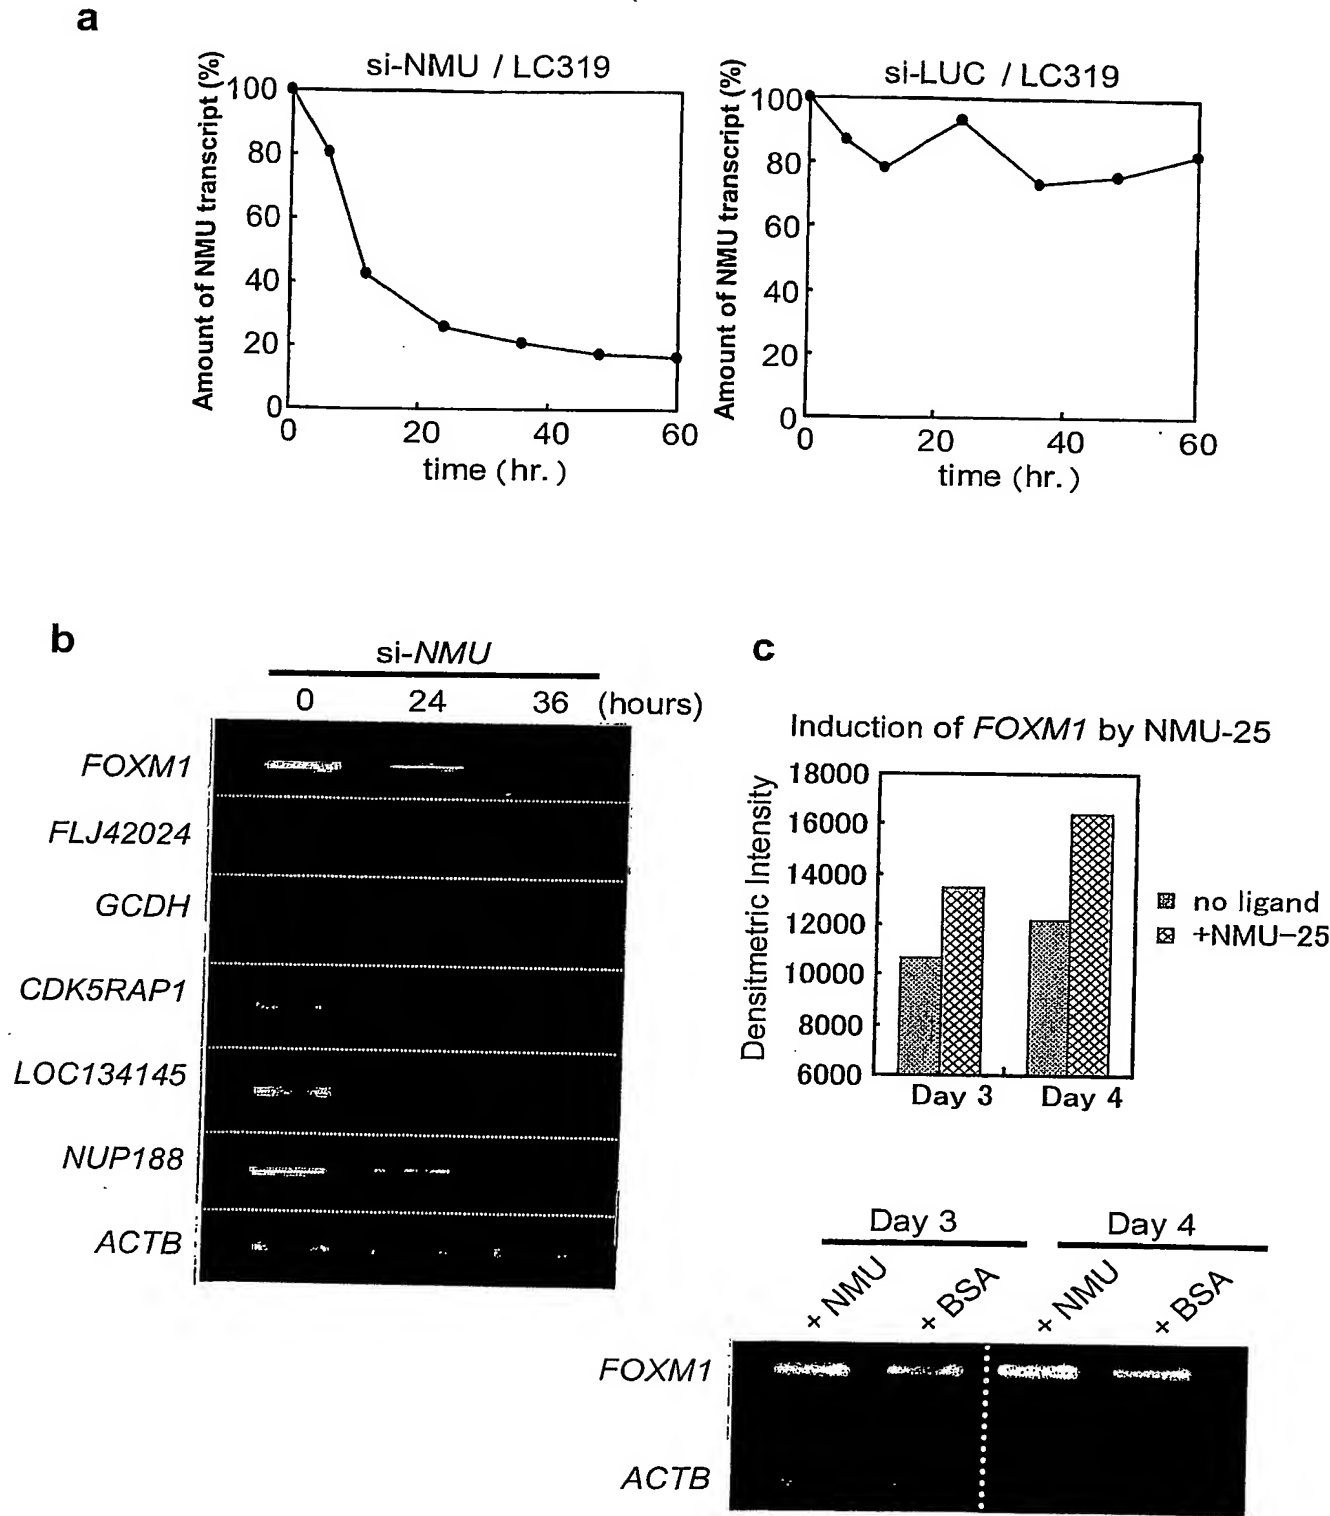 a
si-NMU / LC319
Amount of NMU transcript (%)
100
80
60
40
20
0
0 20 40 60
time (hr.)
si-LUC / LC319
Amount of NMU transcript (%)
100
80
60
40
20
0
0 20 40 60
time (hr.)
b
si-NMU
0 24 36 (hours)
FOXM1
FLJ42024
GCDH
CDK5RAP1
LOC134145
NUP188
ACTB
c
Induction of FOXM1 by NMU-25
Densitmetric Intensity
18000
16000
14000
12000
10000
8000
6000
Day 3 Day 4
no ligand
+NMU-25
Day 3 Day 4
+ NMU + BSA + NMU + BSA
FOXM1
ACTB